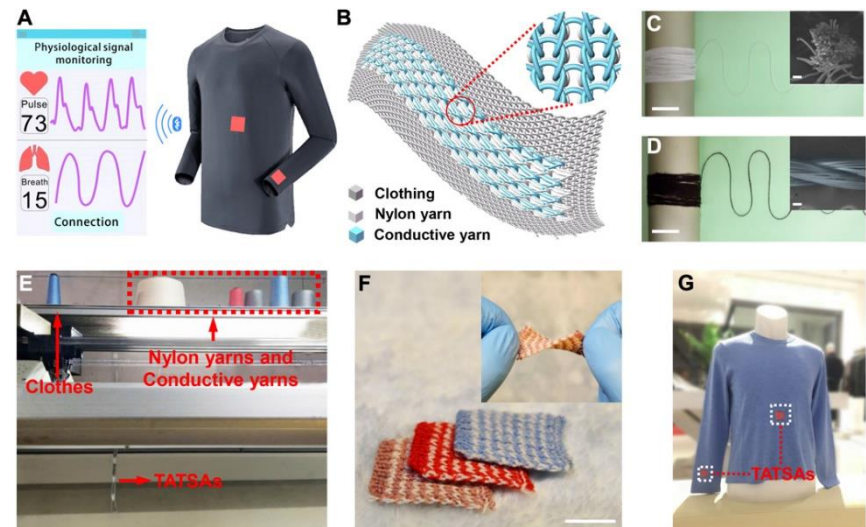 A
Physiological signal
monitoring
Pulse
73
Breath
15
Connection
B
Clothing
Nylon yarn
Conductive yarn
C
D
E
Clothes
Nylon yarns and
Conductive yarns
TATSAs
F
G
TATSAs